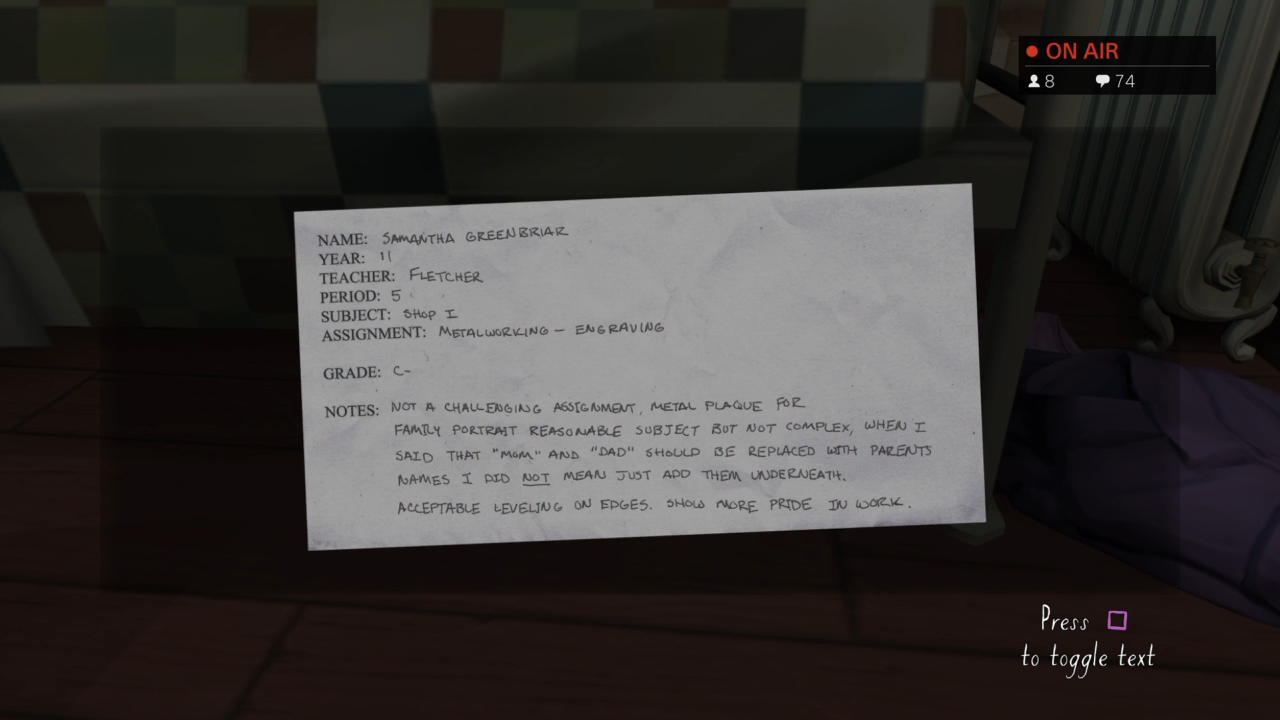 ON AIR
8 74
NAME: SAMANTHA GREENBRIAR
YEAR: 11
TEACHER: FLETCHER
PERIOD: 5
SUBJECT: SHOP I
ASSIGNMENT: METALWORKING - ENGRAVING
GRADE: C-
NOTES: NOT A CHALLENGING ASSIGNMENT, METAL PLAQUE FOR
FAMILY PORTRAIT REASONABLE SUBJECT BUT NOT COMPLEX, WHEN I
SAID THAT "MOM" AND "DAD" SHOULD BE REPLACED WITH PARENTS
NAMES I DID NOT MEAN JUST ADD THEM UNDERNEATH.
ACCEPTABLE LEVELING ON EDGES. SHOW MORE PRIDE IN WORK.
Press
to toggle text